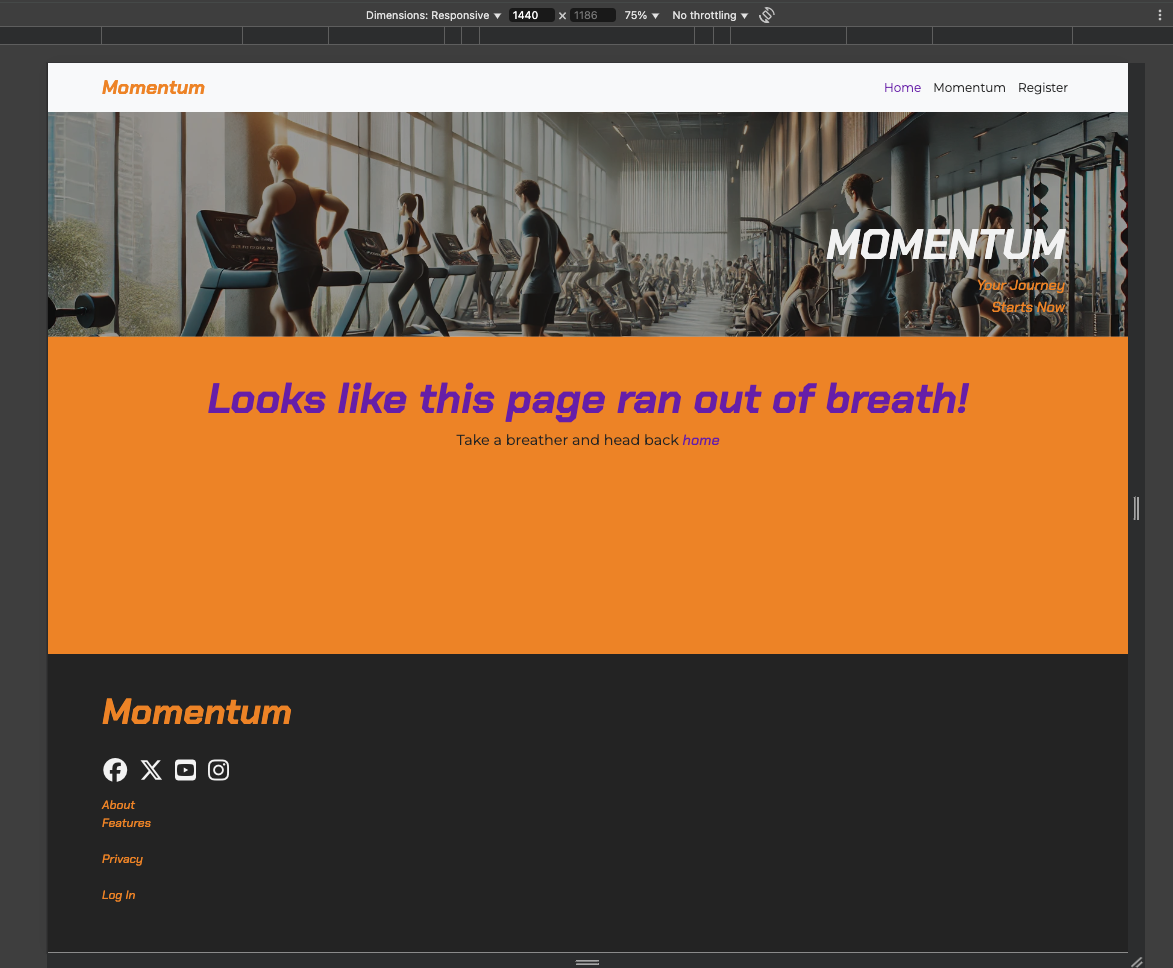 Dimensions: Responsive ▼ 1440 × 1186 75% ▼ No throttling ▼
Momentum
Home Momentum Register
MOMENTUM
Your Journey
Starts Now
Looks like this page ran out of breath!
Take a breather and head back home
Momentum
About
Features
Privacy
Log In